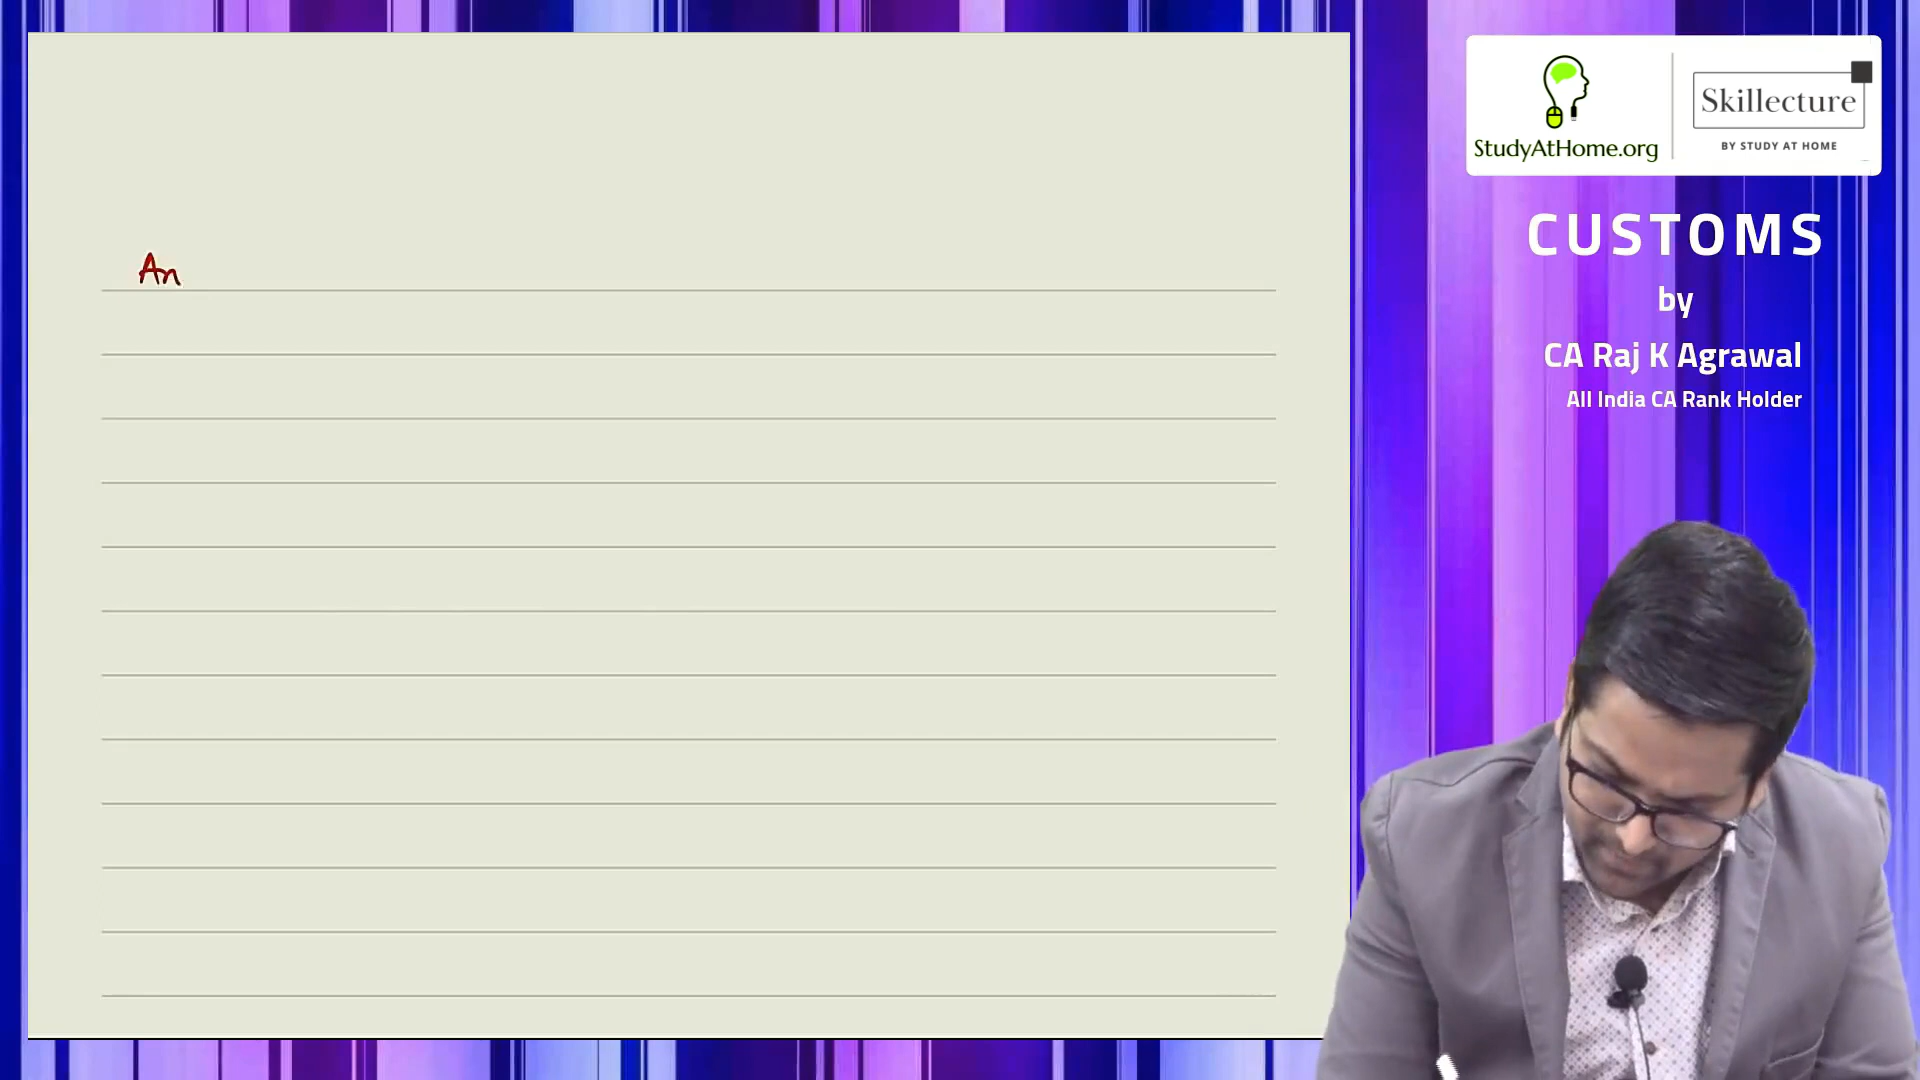 An
StudyAtHome.org
Skillecture
BY STUDY AT HOME
CUSTOMS
by
CA Raj K Agrawal
All India CA Rank Holder